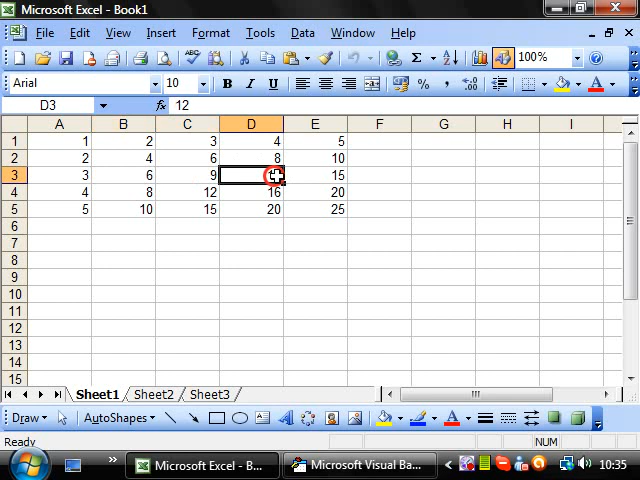 Microsoft Excel - Book1
File Edit View Insert Format Tools Data Window Help
Σ 100%
Arial 10 B I U % ,
D3 fx 12
A B C D E F G H I
1 1 2 3 4 5
2 2 4 6 8 10
3 3 6 9 15
4 4 8 12 16 20
5 5 10 15 20 25
6
7
8
9
10
11
12
13
14
15
Sheet1 Sheet2 Sheet3
Draw AutoShapes A A
Ready NUM
Microsoft Excel - B... Microsoft Visual Ba... 10:35